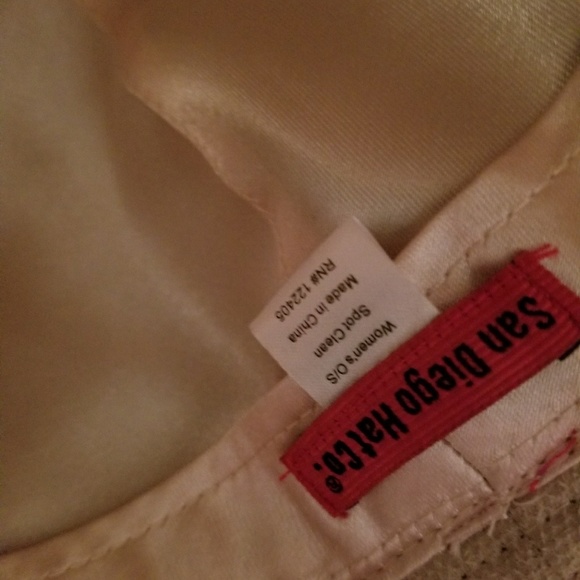 San Diego Hat Co.®
Women's O/S
Spot Clean
Made in China
RN# 122405